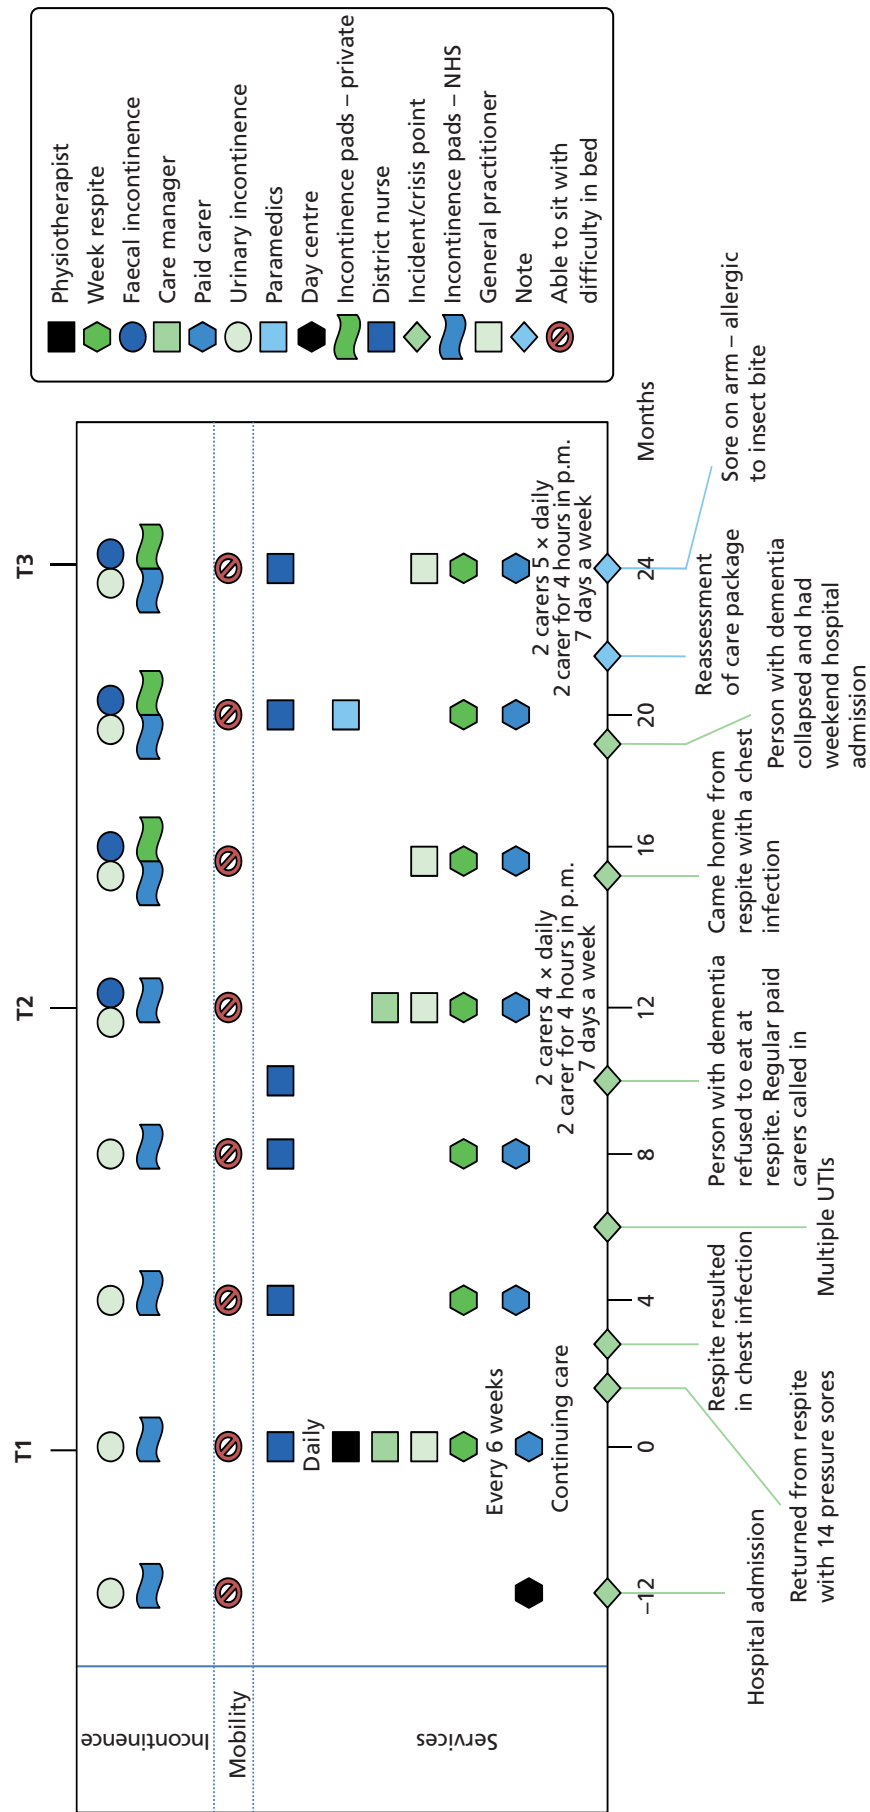 T1
T2
T3
Incontinence
Mobility
Services
Daily
Every 6 weeks
Continuing care
2 carers 4 × daily
2 carer for 4 hours in p.m.
7 days a week
2 carers 5 × daily
2 carer for 4 hours in p.m.
7 days a week
–12
0
4
8
12
16
20
24
Months
Hospital admission
Returned from respite
with 14 pressure sores
Respite resulted
in chest infection
Multiple UTIs
Person with dementia
refused to eat at
respite. Regular paid
carers called in
Came home from
respite with a chest
infection
Person with dementia
collapsed and had
weekend hospital
admission
Reassessment
of care package
Sore on arm – allergic
to insect bite
Physiotherapist
Week respite
Faecal incontinence
Care manager
Paid carer
Urinary incontinence
Paramedics
Day centre
Incontinence pads – private
District nurse
Incident/crisis point
Incontinence pads – NHS
General practitioner
Note
Able to sit with
difficulty in bed